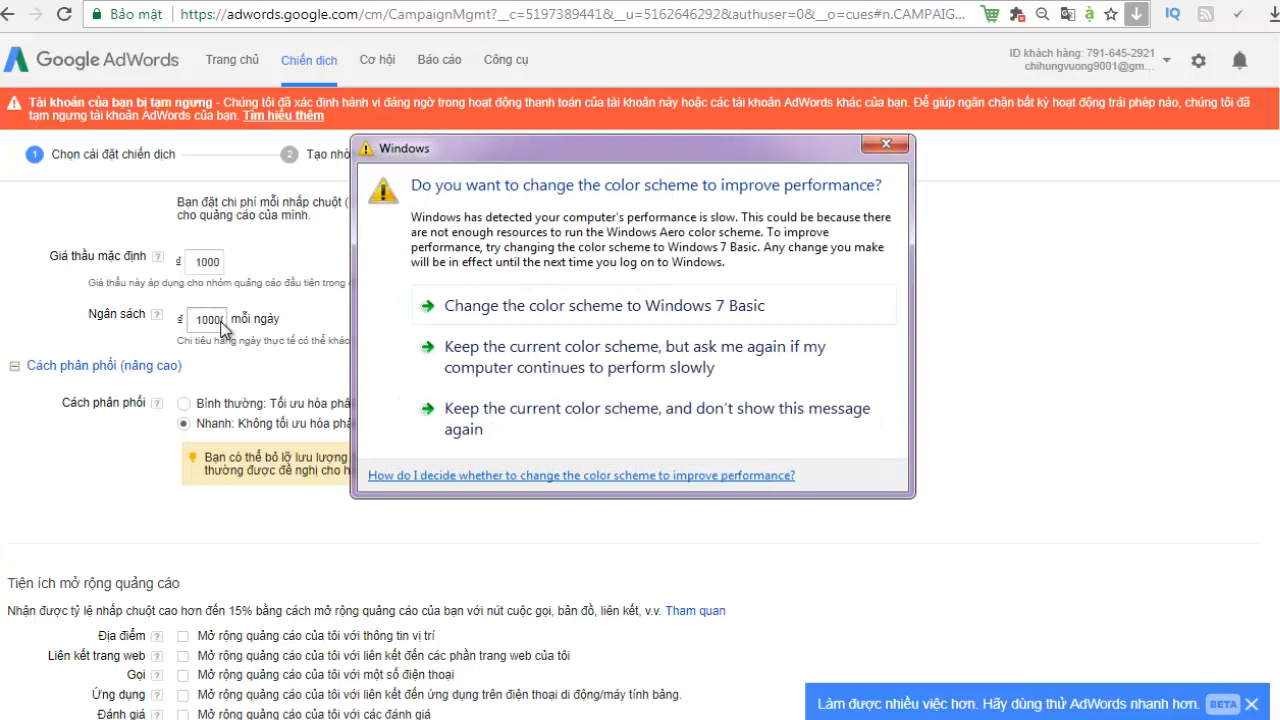 Bảo mật
https://adwords.google.com/cm/CampaignMgmt?__c=5197389441&__u=5162646292&authuser=0&__o=cues#n.CAMPAIG...
Google AdWords
Trang chủ
Chiến dịch
Cơ hội
Báo cáo
Công cụ
ID khách hàng: 791-645-2921
chihungvuong9001@gm...
Tài khoản của bạn bị tạm ngưng - Chúng tôi đã xác định hành vi đáng ngờ trong hoạt động thanh toán của tài khoản này hoặc các tài khoản AdWords khác của bạn. Để giúp ngăn chặn bất kỳ hoạt động trái phép nào, chúng tôi đã
tạm ngưng tài khoản AdWords của bạn. Tìm hiểu thêm
1 Chọn cài đặt chiến dịch
2 Tạo nhó
Bạn đặt chi phí mỗi nhấp chuột (
cho quảng cáo của mình.
Giá thầu mặc định ? ₫ 1000
Giá thầu này áp dụng cho nhóm quảng cáo đầu tiên trong
Ngân sách ? ₫ 1000 mỗi ngày
Chi tiêu hàng ngày thực tế có thể khác
Cách phân phối (nâng cao)
Cách phân phối ? Bình thường: Tối ưu hóa phâ
Nhanh: Không tối ưu hóa phâ
Bạn có thể bỏ lỡ lưu lượng
thường được đề nghị cho h
Windows
Do you want to change the color scheme to improve performance?
Windows has detected your computer's performance is slow. This could be because there
are not enough resources to run the Windows Aero color scheme. To improve
performance, try changing the color scheme to Windows 7 Basic. Any change you make
will be in effect until the next time you log on to Windows.
Change the color scheme to Windows 7 Basic
Keep the current color scheme, but ask me again if my
computer continues to perform slowly
Keep the current color scheme, and don't show this message
again
How do I decide whether to change the color scheme to improve performance?
Tiện ích mở rộng quảng cáo
Nhận được tỷ lệ nhấp chuột cao hơn đến 15% bằng cách mở rộng quảng cáo của bạn với nút cuộc gọi, bản đồ, liên kết, v.v. Tham quan
Địa điểm ? Mở rộng quảng cáo của tôi với thông tin vị trí
Liên kết trang web ? Mở rộng quảng cáo của tôi với liên kết đến các phần trang web của tôi
Gọi ? Mở rộng quảng cáo của tôi với một số điện thoại
Ứng dụng ? Mở rộng quảng cáo của tôi với liên kết đến ứng dụng trên điện thoại di động/máy tính bảng.
Đánh giá ? Mở rộng quảng cáo của tôi với các đánh giá
Làm được nhiều việc hơn. Hãy dùng thử AdWords nhanh hơn. BETA